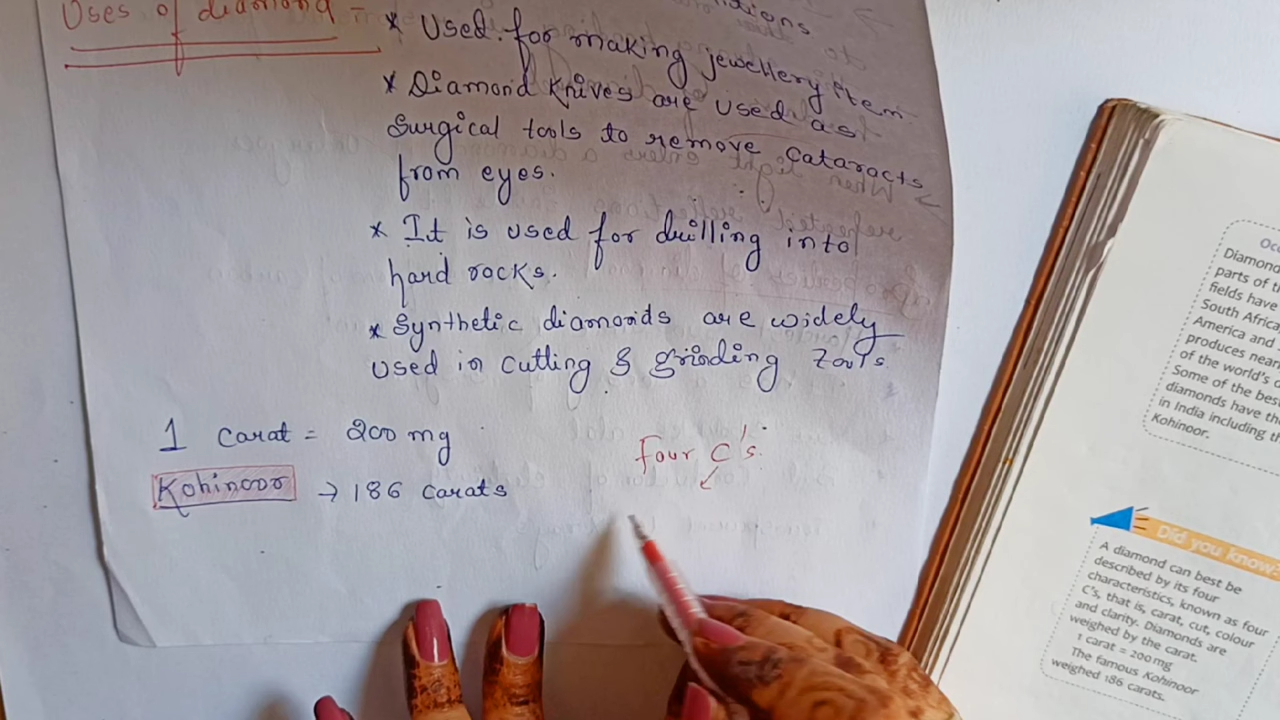 Uses of diamond -
* Used for making jewellery item
* Diamond knives are used as
surgical tools to remove cataracts
from eyes.
* It is used for drilling into
hard rocks.
* Synthetic diamonds are widely
used in cutting & grinding tools
1 carat = 200 mg
Kohinoor → 186 carats
Four C's
Diamond
parts of t
fields have
South Africa
America and
produces near
of the world's
Some of the best
diamonds have th
in India including th
Kohinoor.
Did you know?
A diamond can best be
described by its four
characteristics, known as four
C's, that is, carat, cut, colour
and clarity. Diamonds are
weighed by the carat.
1 carat = 200 mg
The famous Kohinoor
weighed 186 carats.